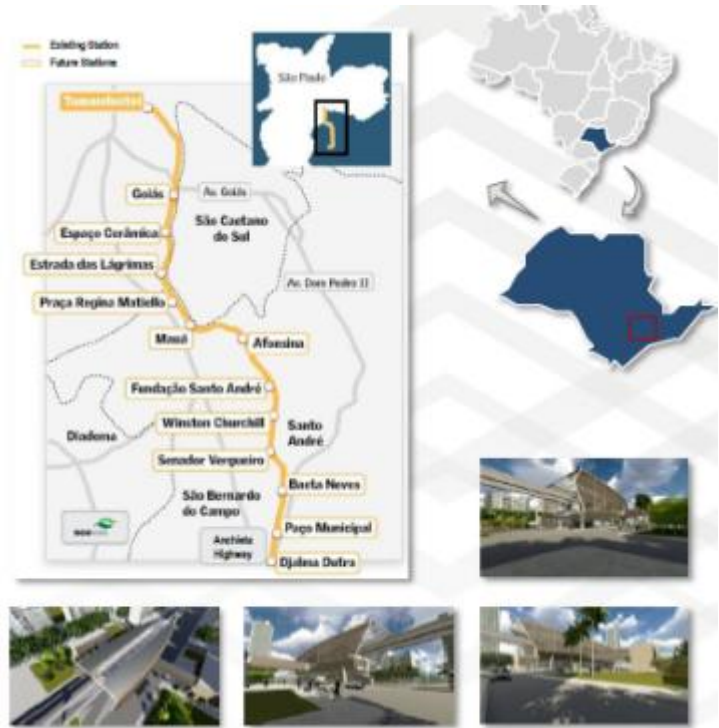 Existing Station
Future Stations
São Paulo
Tamanduateí
Goiás
Av. Goiás
São Caetano
do Sul
Espaço Cerâmica
Estrada das Lágrimas
Av. Dom Pedro II
Praça Regina Matiello
Mauá
Afonsina
Fundação Santo André
Winston Churchill
Santo
André
Diadema
Senador Vergueiro
Baeta Neves
São Bernardo
do Campo
Paço Municipal
Anchieta
Highway
Djalma Dutra